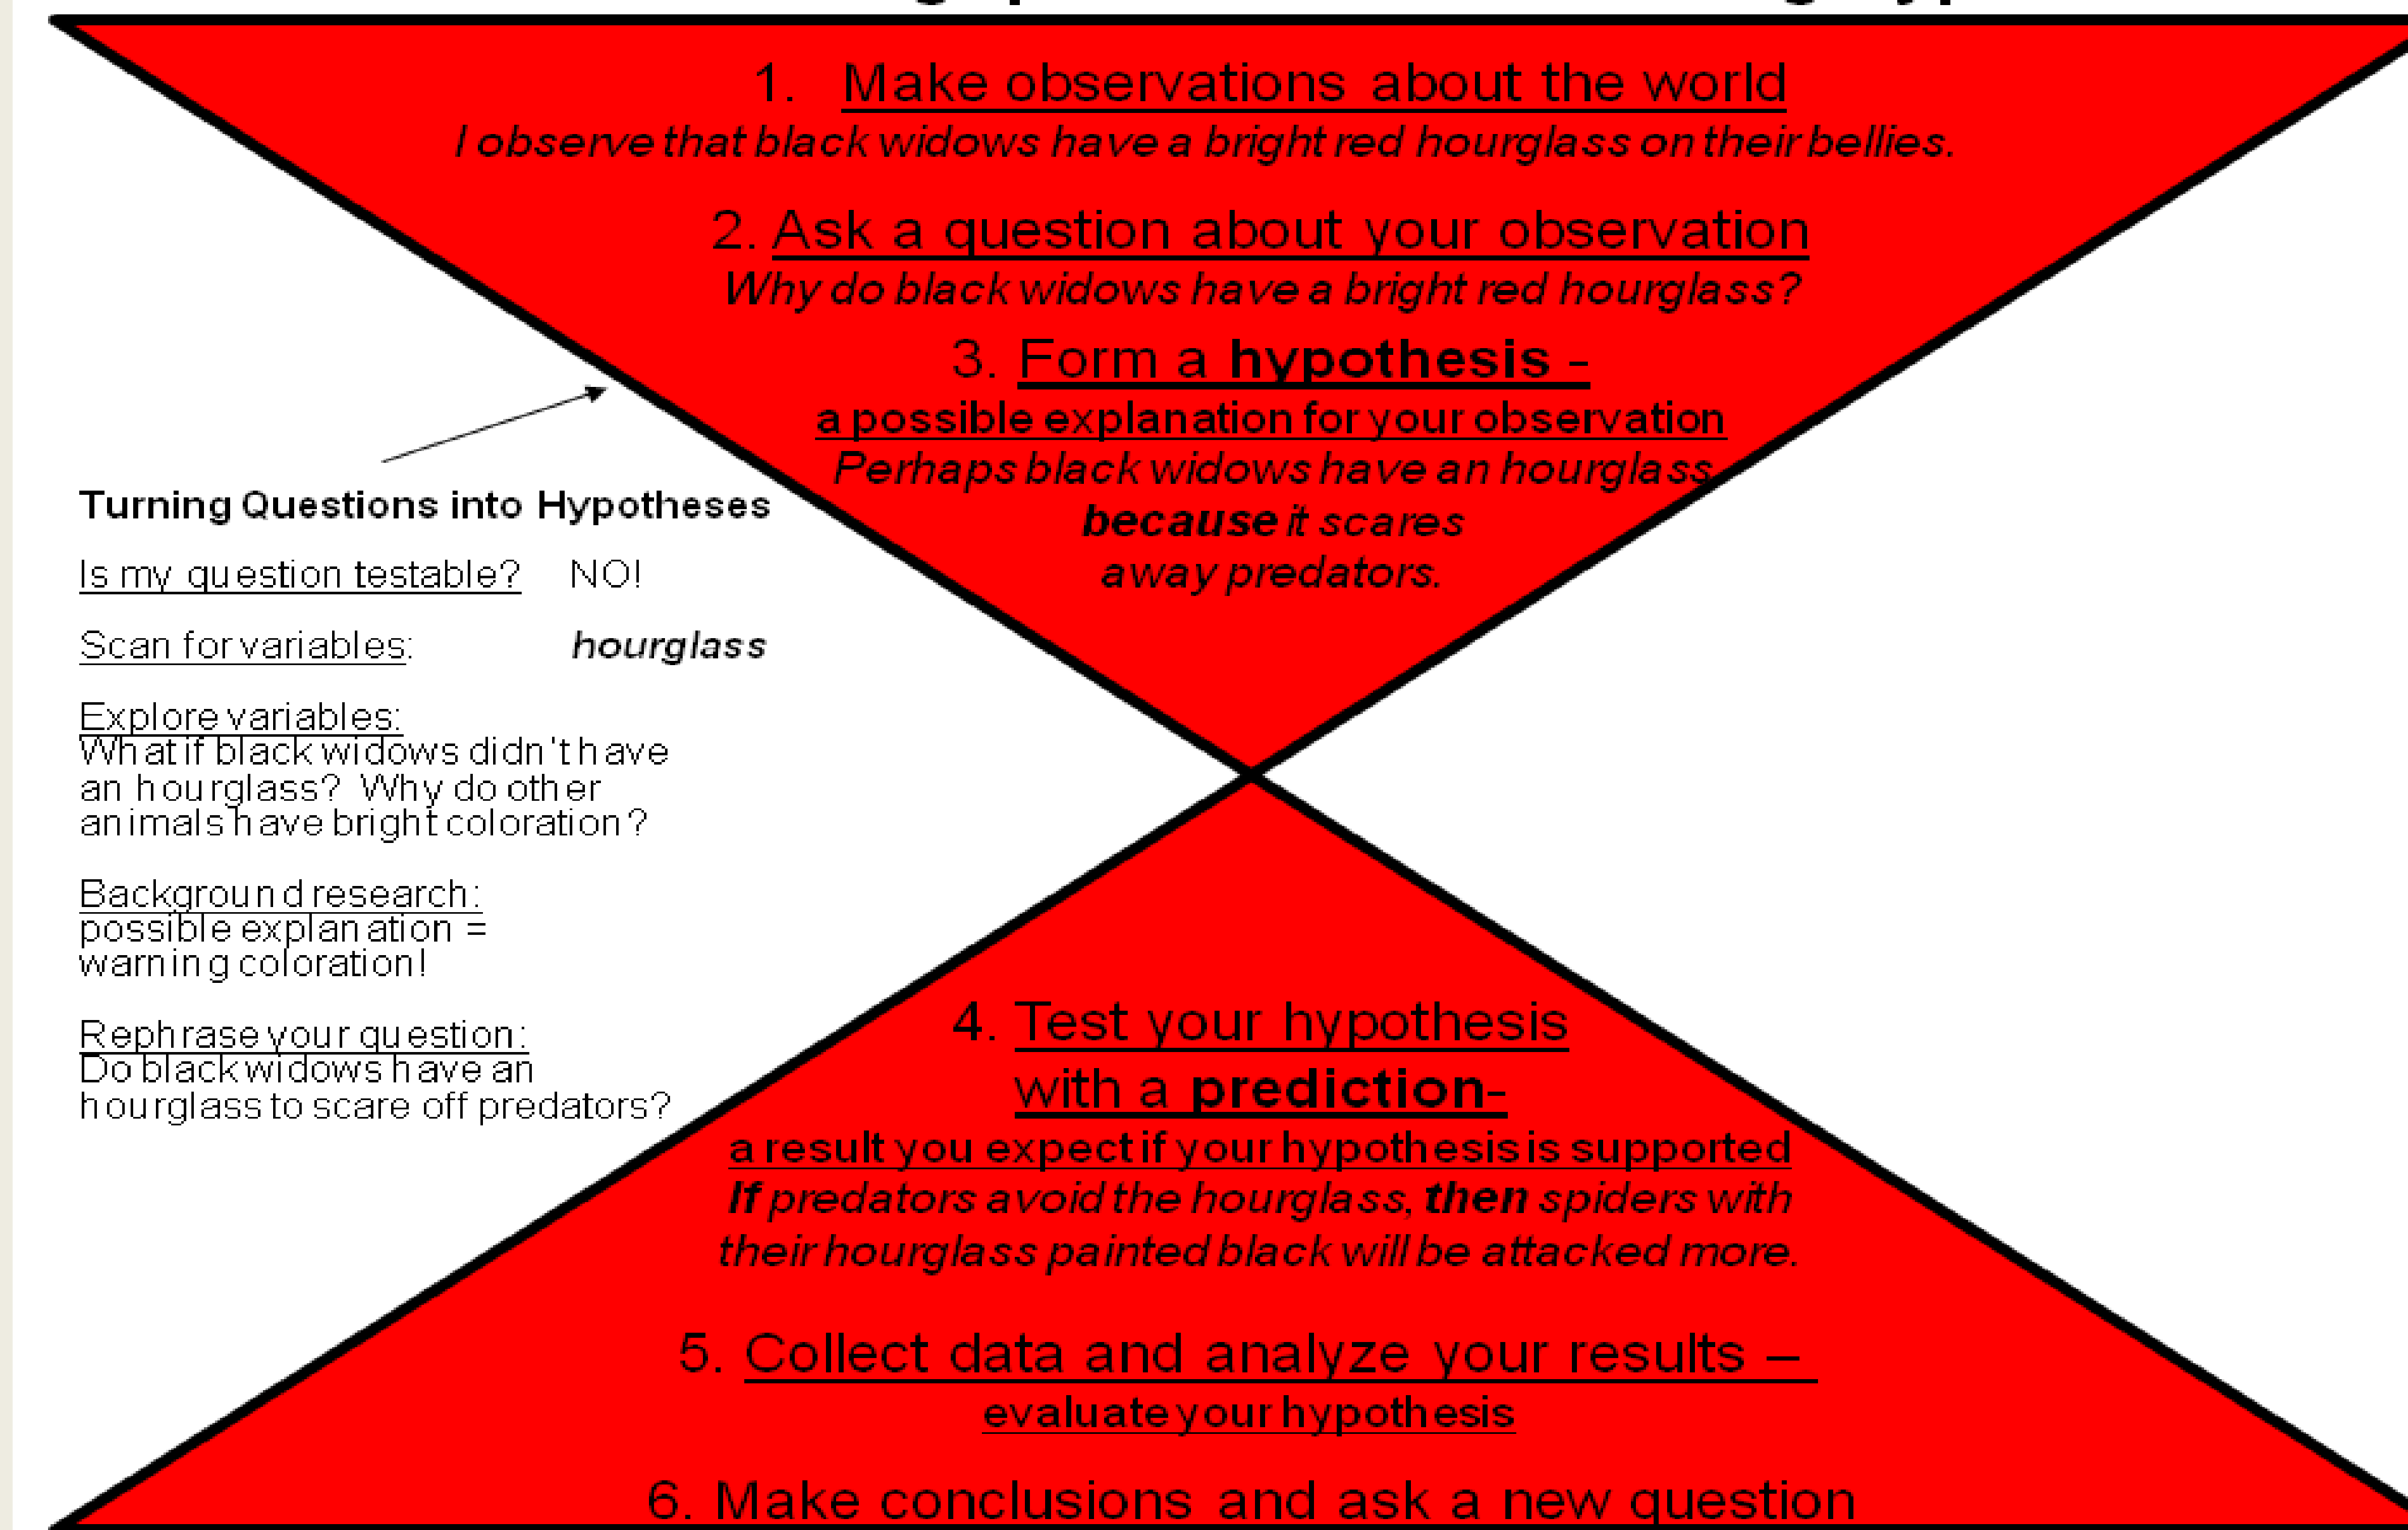 1. Make observations about the world
I observe that black widows have a bright red hourglass on their bellies.
2. Ask a question about your observation
Why do black widows have a bright red hourglass?
3. Form a hypothesis -
a possible explanation for your observation
Perhaps black widows have an hourglass
because it scares
away predators.
Turning Questions into Hypotheses
Is my question testable? NO!
Scan for variables: hourglass
Explore variables:
What if black widows didn't have
an hourglass? Why do other
animals have bright coloration?
Background research:
possible explanation =
warning coloration!
Rephrase your question:
Do black widows have an
hourglass to scare off predators?
4. Test your hypothesis
with a prediction-
a result you expect if your hypothesis is supported
If predators avoid the hourglass, then spiders with
their hourglass painted black will be attacked more.
5. Collect data and analyze your results –
evaluate your hypothesis
6. Make conclusions and ask a new question